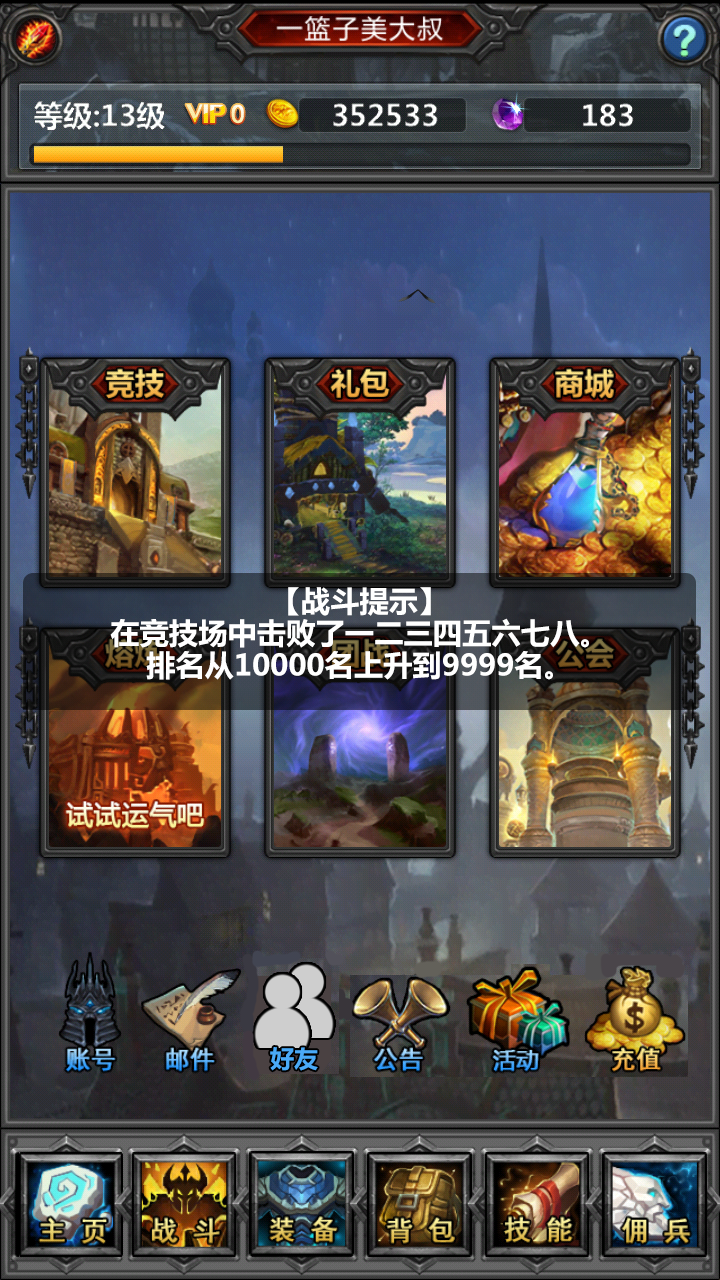 一篮子美大叔
?
等级:13级 VIP 0 352533 183
竞技 礼包 商城
【战斗提示】
在竞技场中击败了一二三四五六七八。
排名从10000名上升到9999名。
公会
试试运气吧
账号 邮件 好友 公告 活动 充值
主页 战斗 装备 背包 技能 佣兵